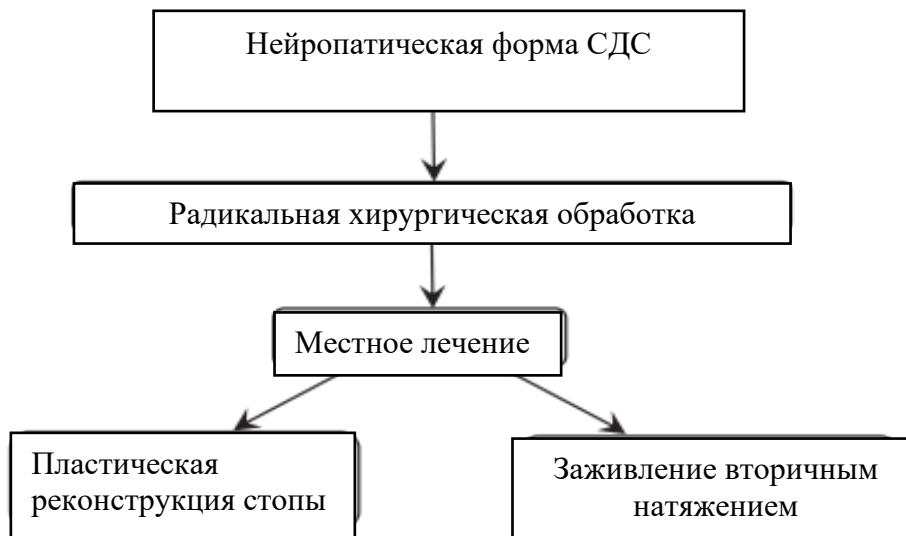 Нейропатическая форма СДС
Радикальная хирургическая обработка
Местное лечение
Пластическая
реконструкция стопы
Заживление вторичным
натяжением